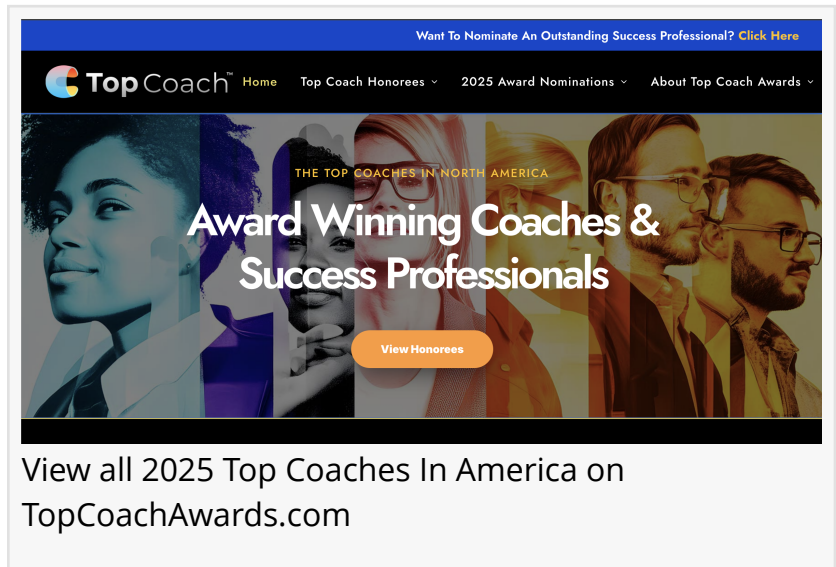 Want To Nominate An Outstanding Success Professional? Click Here
Top Coach™ Home Top Coach Honorees 2025 Award Nominations About Top Coach Awards
THE TOP COACHES IN NORTH AMERICA
Award Winning Coaches &
Success Professionals
View Honorees
View all 2025 Top Coaches In America on
TopCoachAwards.com